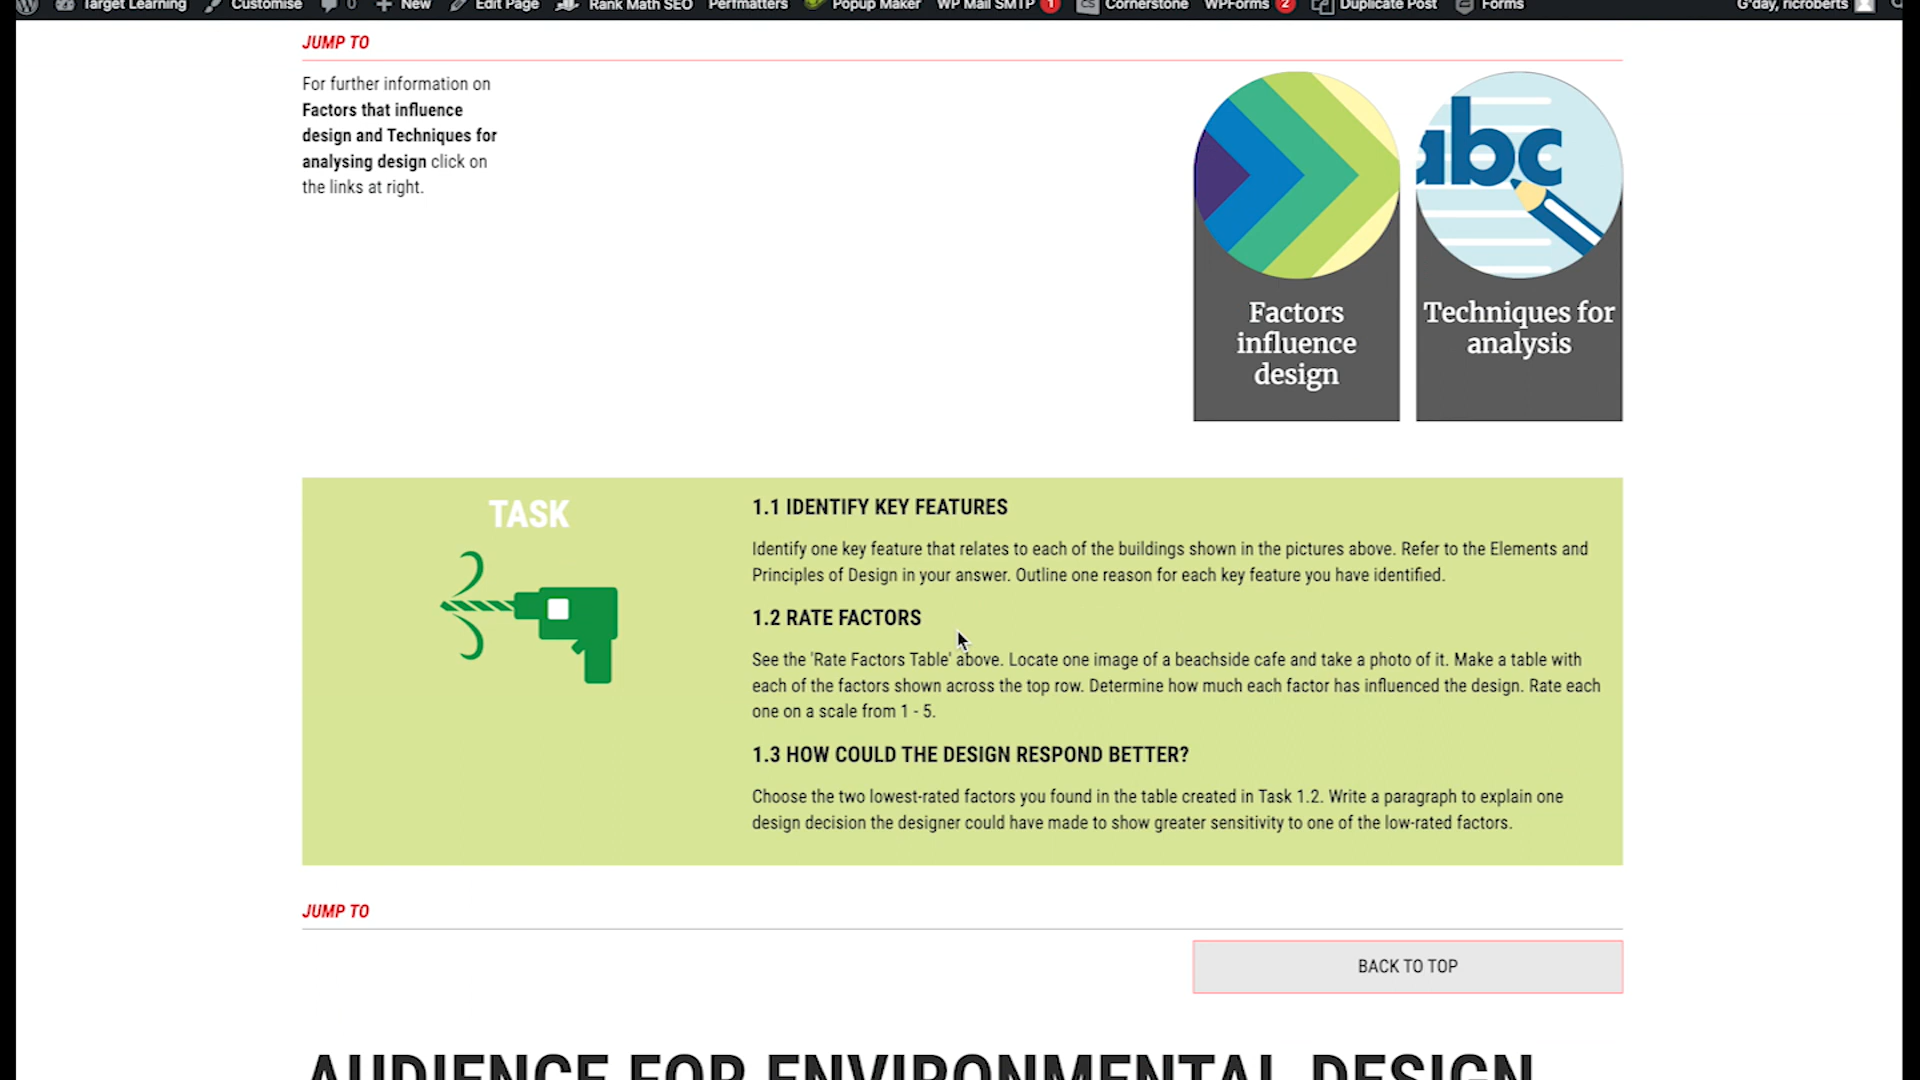 Target Learning Customise 0 New Edit Page Rank Math SEO Perfmatters Popup Maker WP Mail SMTP 1 Cornerstone WPForms 2 Duplicate Post Forms G'day, ricroberts
JUMP TO
For further information on
Factors that influence
design and Techniques for
analysing design click on
the links at right.
abc
Factors
influence
design
Techniques for
analysis
TASK
1.1 IDENTIFY KEY FEATURES
Identify one key feature that relates to each of the buildings shown in the pictures above. Refer to the Elements and
Principles of Design in your answer. Outline one reason for each key feature you have identified.
1.2 RATE FACTORS
See the 'Rate Factors Table' above. Locate one image of a beachside cafe and take a photo of it. Make a table with
each of the factors shown across the top row. Determine how much each factor has influenced the design. Rate each
one on a scale from 1 - 5.
1.3 HOW COULD THE DESIGN RESPOND BETTER?
Choose the two lowest-rated factors you found in the table created in Task 1.2. Write a paragraph to explain one
design decision the designer could have made to show greater sensitivity to one of the low-rated factors.
JUMP TO
BACK TO TOP
AUDIENCE FOR ENVIRONMENTAL DESIGN